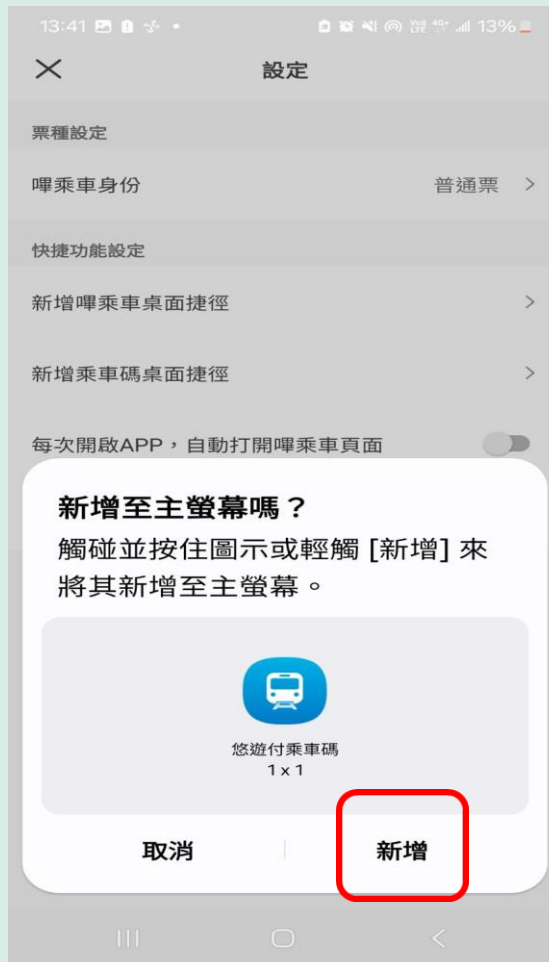 13:41
13%
設定
票種設定
嗶乘車身份 普通票
快捷功能設定
新增嗶乘車桌面捷徑
新增乘車碼桌面捷徑
每次開啟APP，自動打開嗶乘車頁面
新增至主螢幕嗎？
觸碰並按住圖示或輕觸 [新增] 來
將其新增至主螢幕。
悠遊付乘車碼
1 x 1
取消 新增